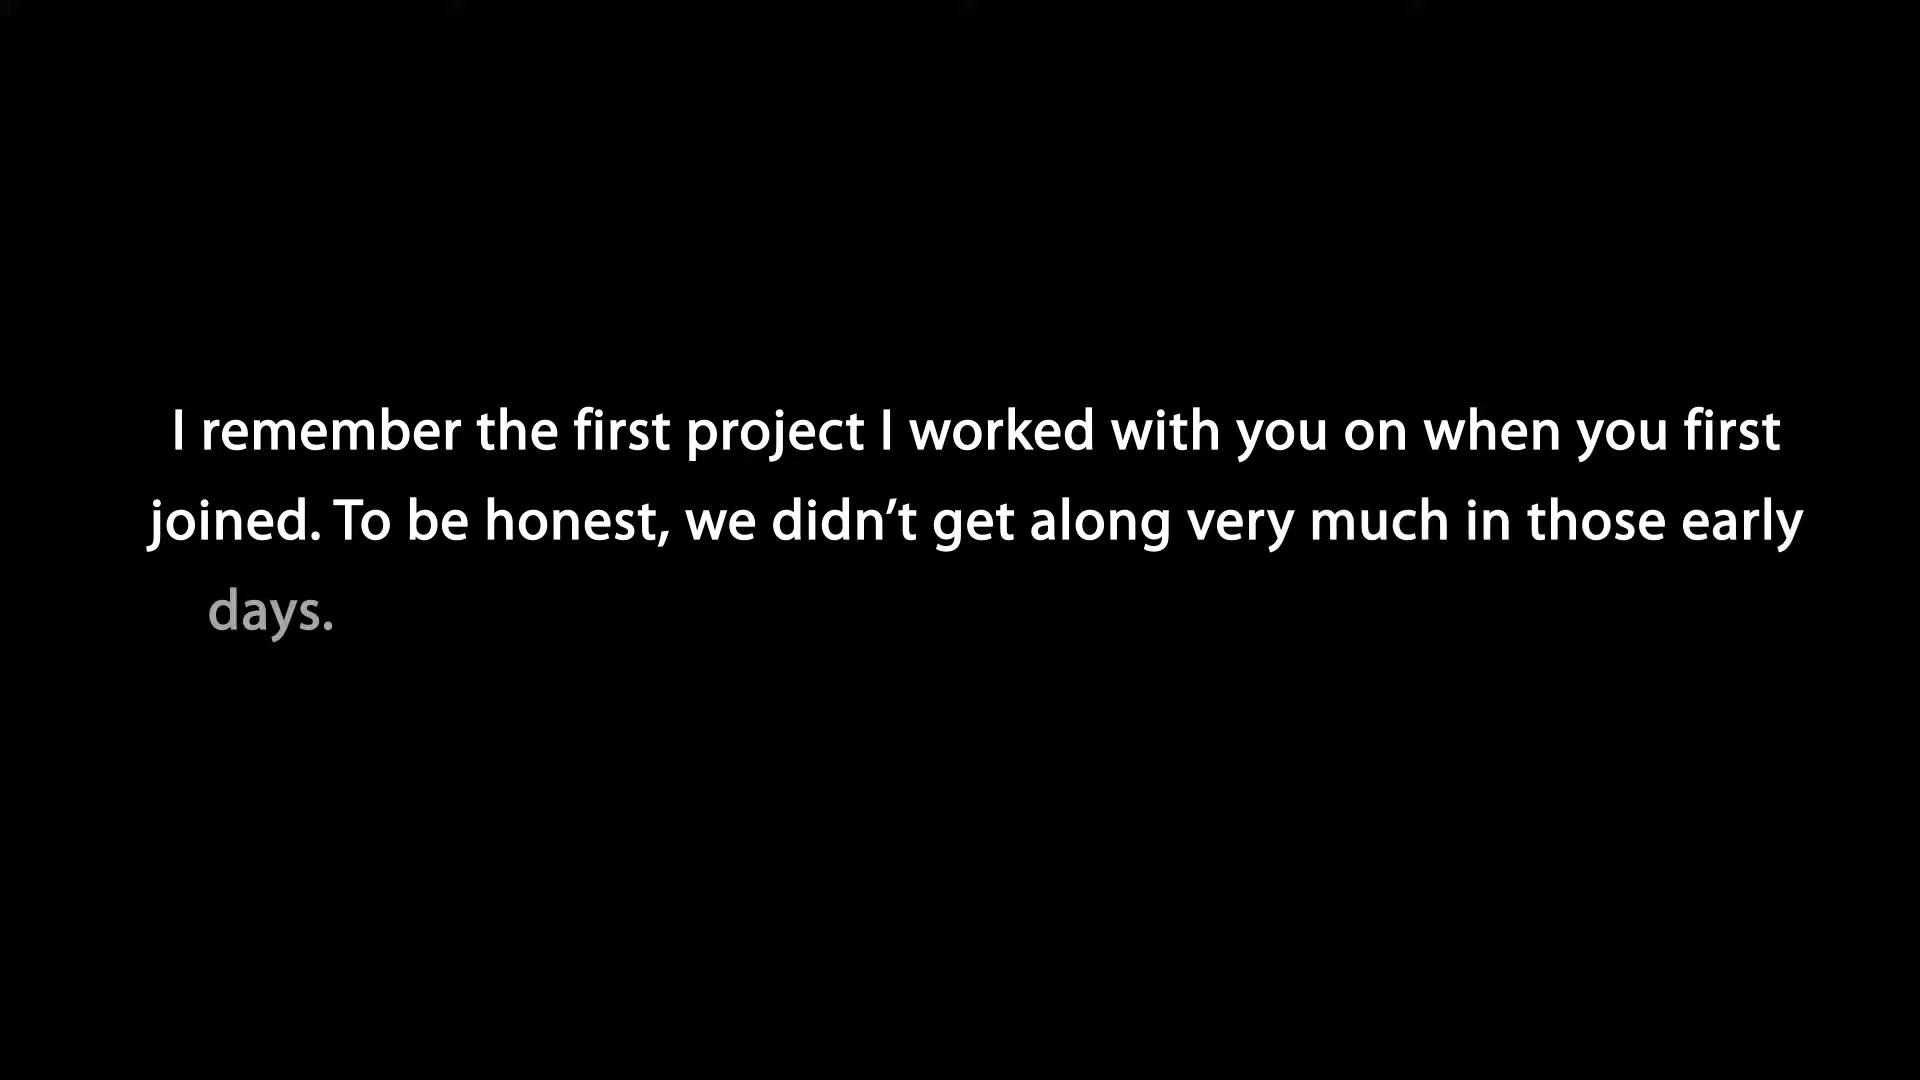 I remember the first project I worked with you on when you first
joined. To be honest, we didn’t get along very much in those early
days.